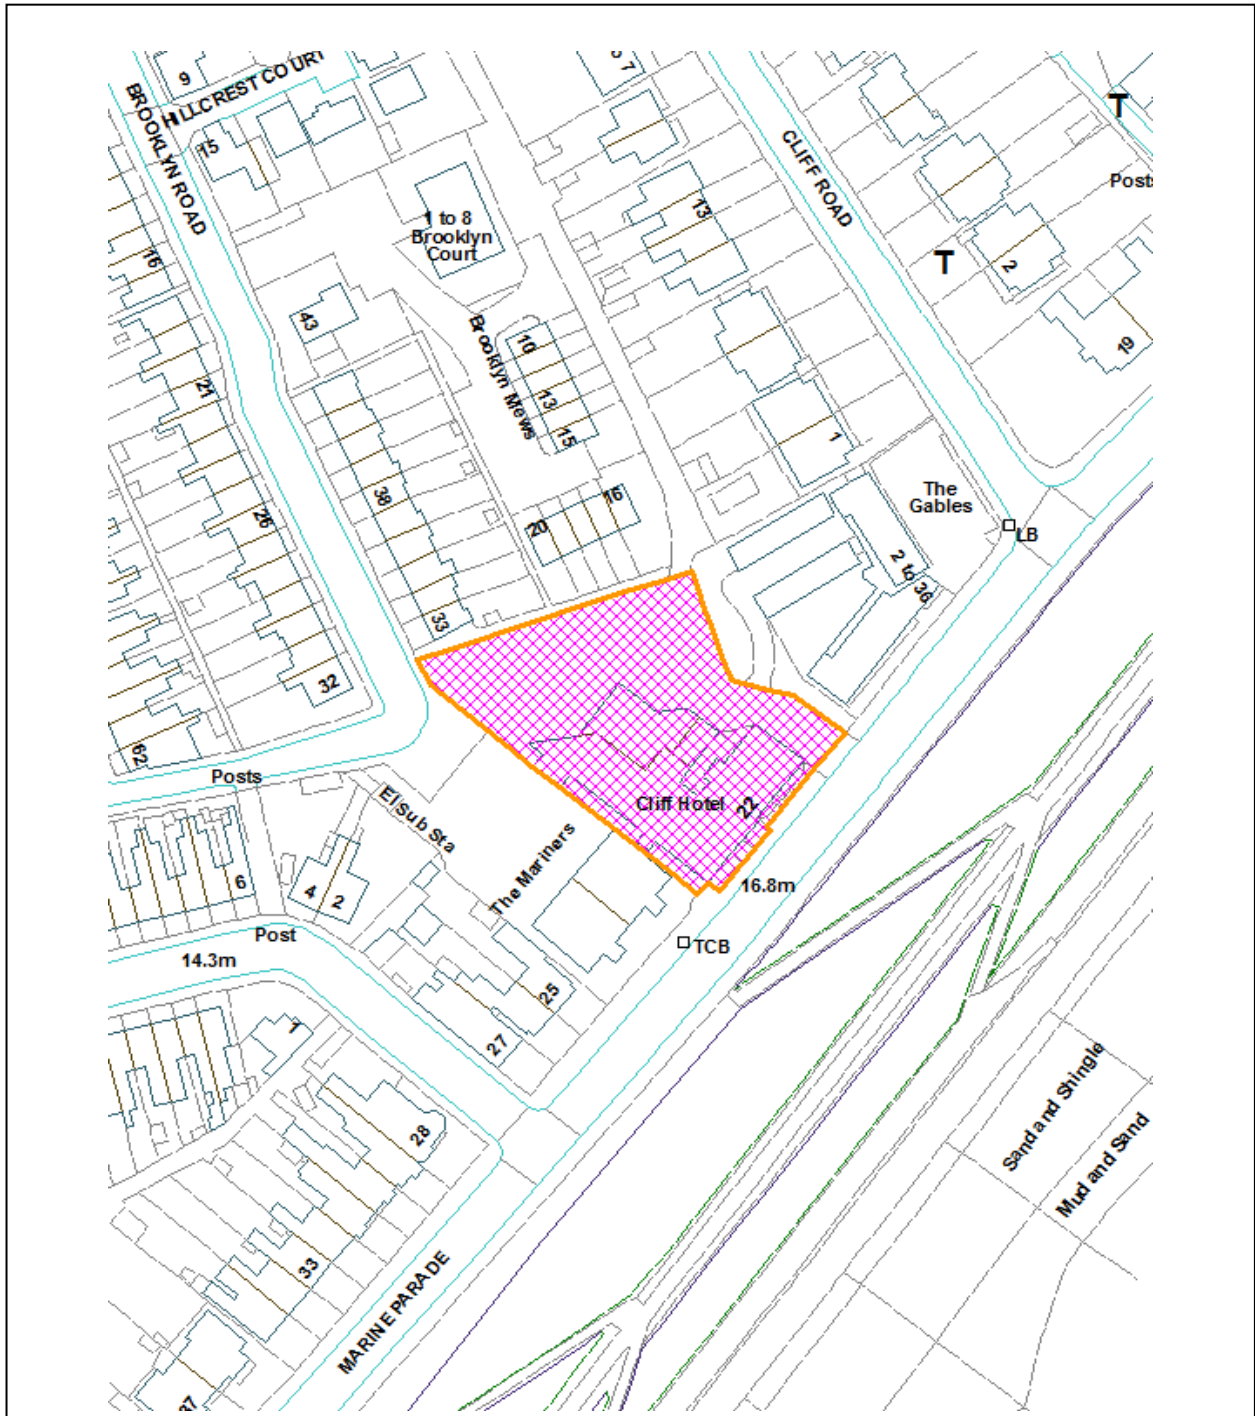 9
HILLCREST COURT
BROOKLYN ROAD
15
16
1 to 8
Brooklyn
Court
7
CLIFF ROAD
T
Posts
13
T
2
19
43
Brooklyn Mews
10
13
15
21
26
38
1
The
Gables
LB
2 to 36
16
20
33
32
62
Posts
El Sub Sta
The Mariners
Cliff Hotel
22
16.8m
TCB
6
4
2
Post
14.3m
25
27
1
28
33
37
MARINE PARADE
Sand and Shingle
Mud and Sand